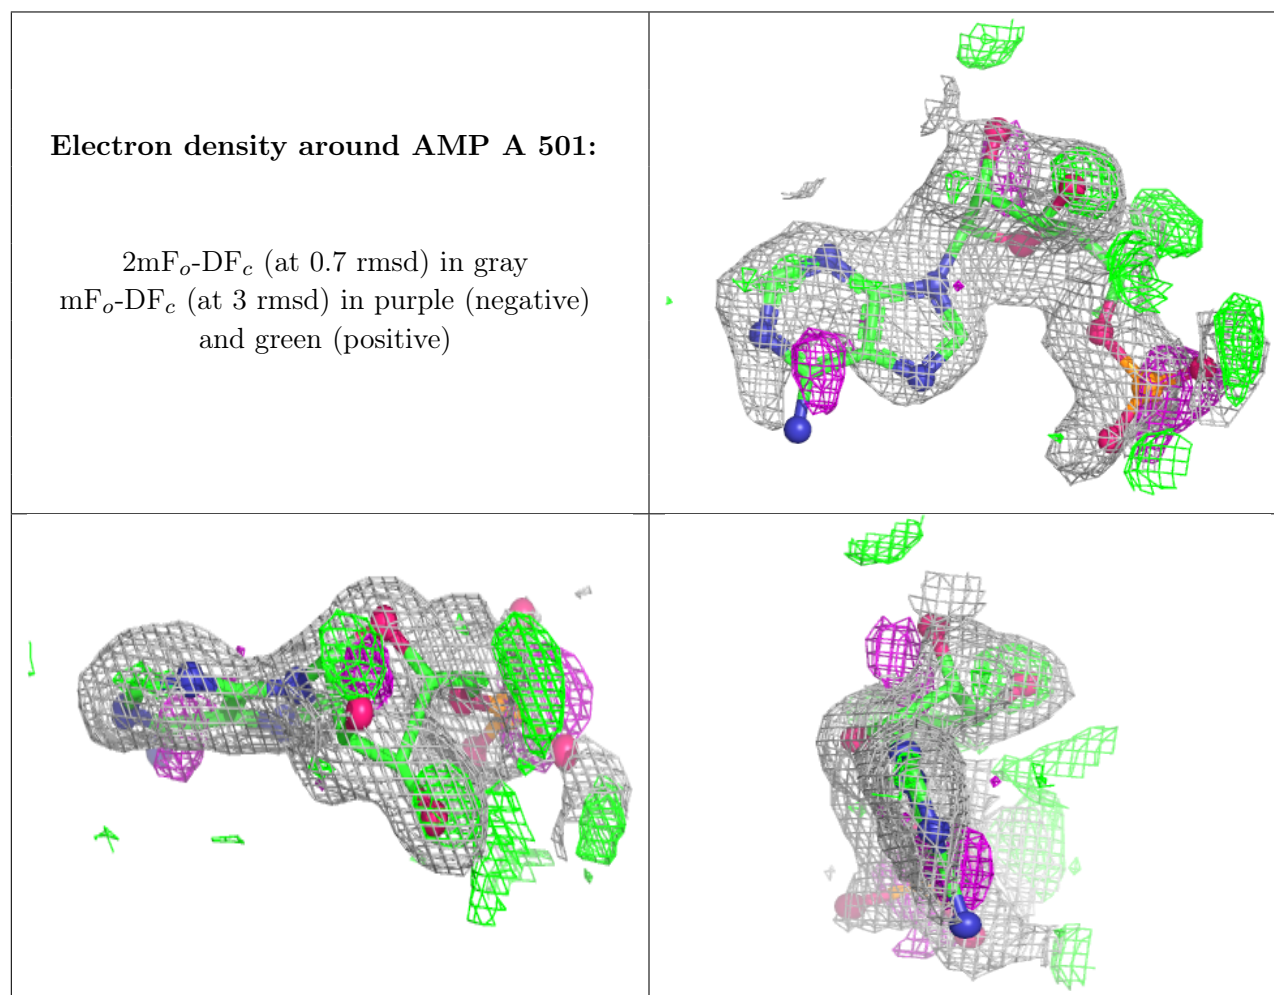 Electron density around AMP A 501:
2mFo-DFc (at 0.7 rmsd) in gray
mFo-DFc (at 3 rmsd) in purple (negative)
and green (positive)